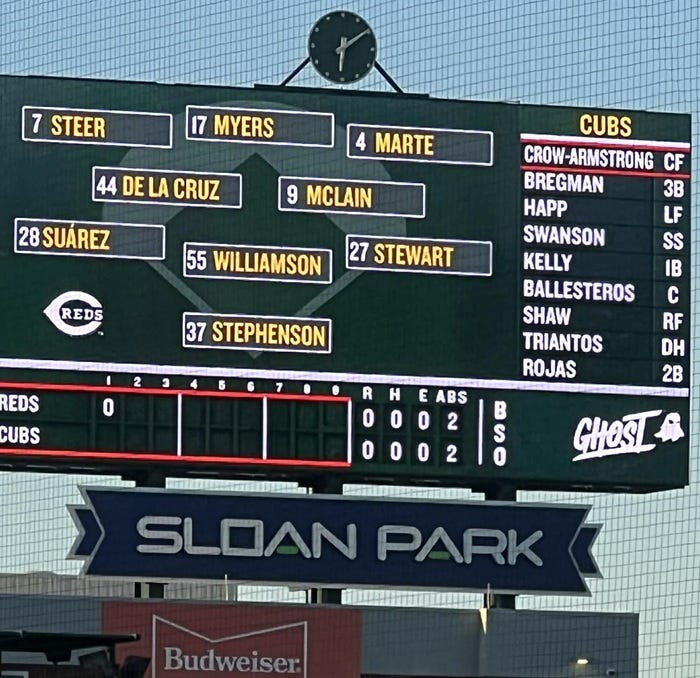 7 STEER
17 MYERS
4 MARTE
44 DE LA CRUZ
9 MCLAIN
28 SUÁREZ
55 WILLIAMSON
27 STEWART
37 STEPHENSON
REDS
CUBS
CROW-ARMSTRONG CF
BREGMAN 3B
HAPP LF
SWANSON SS
KELLY 1B
BALLESTEROS C
SHAW RF
TRIANTOS DH
ROJAS 2B
1 2 3 4 5 6 7 8 9 R H E ABS
REDS 0 0 0 0 2
CUBS 0 0 0 2
B
S
O
GHOST
SLOAN PARK
Budweiser